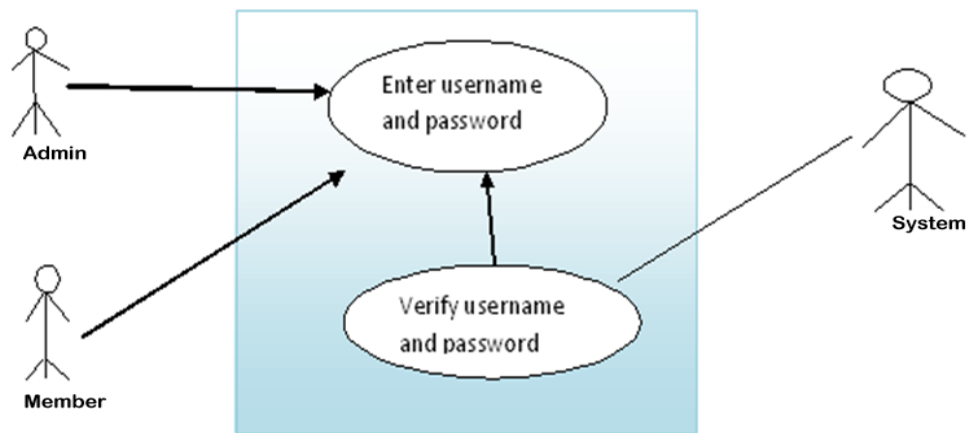 Enter username
and password
Admin
System
Verify username
and password
Member